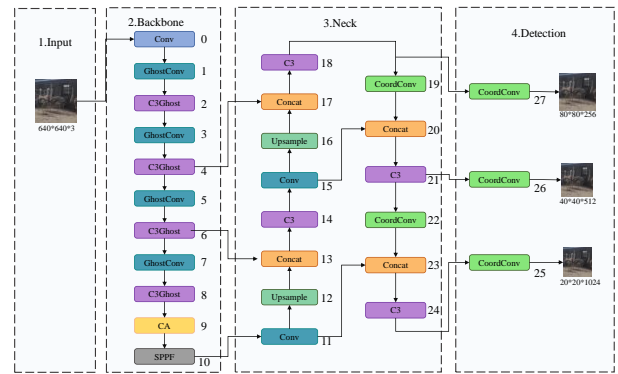 1.Input
640*640*3
2.Backbone
Conv 0
GhostConv 1
C3Ghost 2
GhostConv 3
C3Ghost 4
GhostConv 5
C3Ghost 6
GhostConv 7
C3Ghost 8
CA 9
SPPF 10
3.Neck
C3 18
Concat 17
Upsample 16
Conv 15
C3 14
Concat 13
Upsample 12
Conv 11
CoordConv 19
Concat 20
C3 21
CoordConv 22
Concat 23
C3 24
4.Detection
CoordConv 27
80*80*256
CoordConv 26
40*40*512
CoordConv 25
20*20*1024